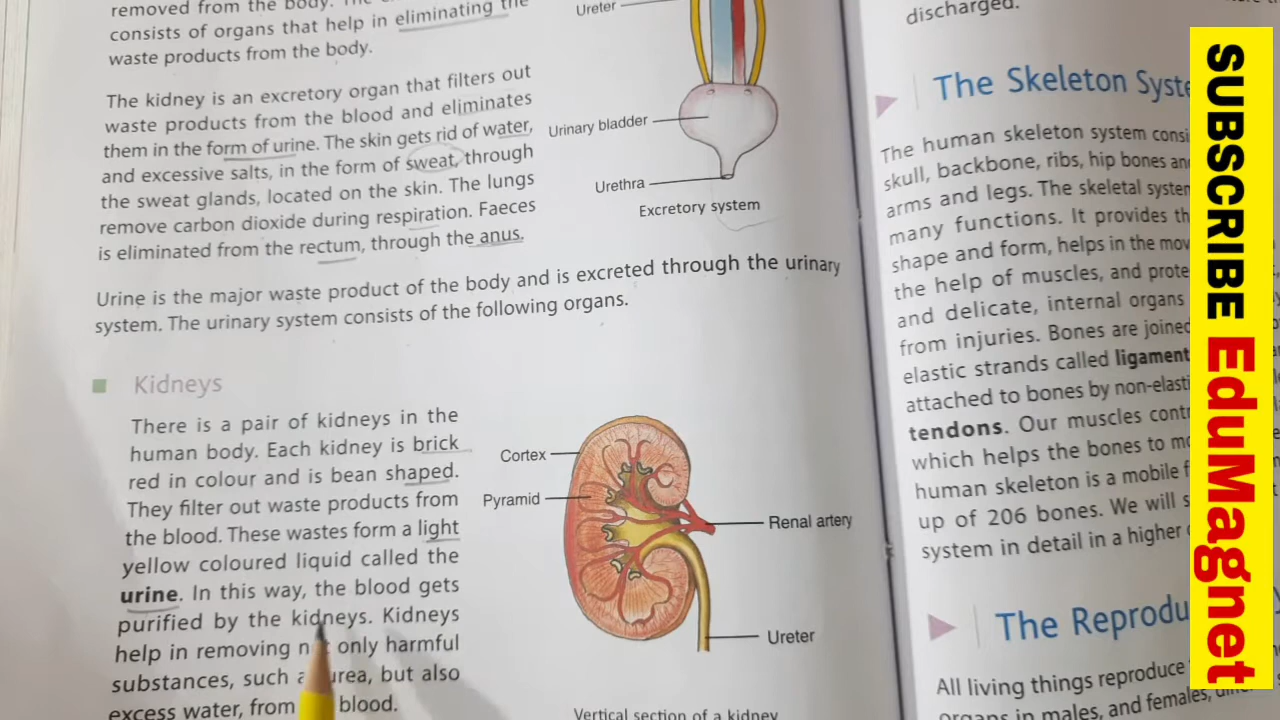 removed from the body.
consists of organs that help in eliminating the
waste products from the body.
The kidney is an excretory organ that filters out
waste products from the blood and eliminates
them in the form of urine. The skin gets rid of water,
and excessive salts, in the form of sweat, through
the sweat glands, located on the skin. The lungs
remove carbon dioxide during respiration. Faeces
is eliminated from the rectum, through the anus.
Ureter
Urinary bladder
Urethra
Excretory system
Urine is the major waste product of the body and is excreted through the urinary
system. The urinary system consists of the following organs.
Kidneys
There is a pair of kidneys in the
human body. Each kidney is brick
red in colour and is bean shaped.
They filter out waste products from
the blood. These wastes form a light
yellow coloured liquid called the
urine. In this way, the blood gets
purified by the kidneys. Kidneys
help in removing not only harmful
substances, such as urea, but also
excess water, from blood.
Cortex
Pyramid
Renal artery
Ureter
Vertical section of a kidney
discharged.
The Skeleton Syste
The human skeleton system consi
skull, backbone, ribs, hip bones an
arms and legs. The skeletal system
many functions. It provides th
shape and form, helps in the mov
the help of muscles, and prote
and delicate, internal organs
from injuries. Bones are joined
elastic strands called ligament
attached to bones by non-elasti
tendons. Our muscles cont
which helps the bones to mo
human skeleton is a mobile f
up of 206 bones. We will s
system in detail in a higher
The Reprodu
All living things reproduce
organs in males, and females,
SUBSCRIBE EduMagnet